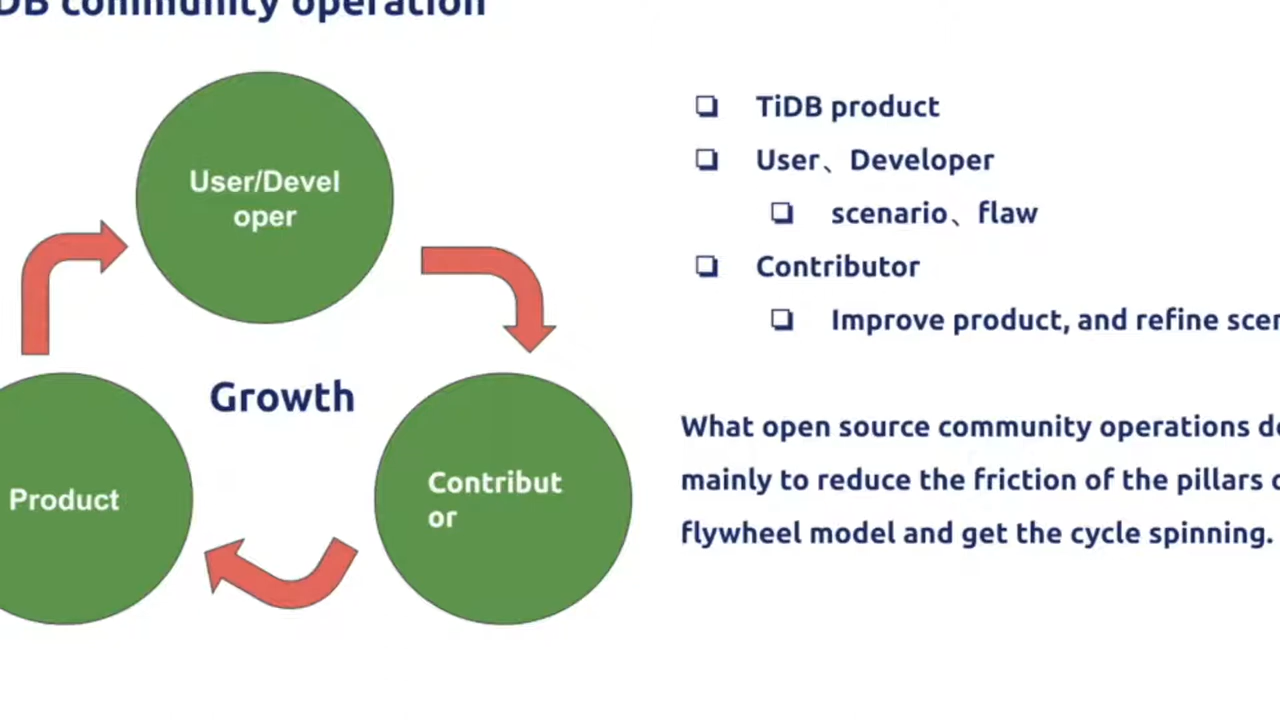 DB community operation
User/Devel
oper
Growth
Product
Contribut
or
❏ TiDB product
❏ User、Developer
❏ scenario、flaw
❏ Contributor
❏ Improve product, and refine
What open source community operations
mainly to reduce the friction of the pillars
flywheel model and get the cycle spinning.